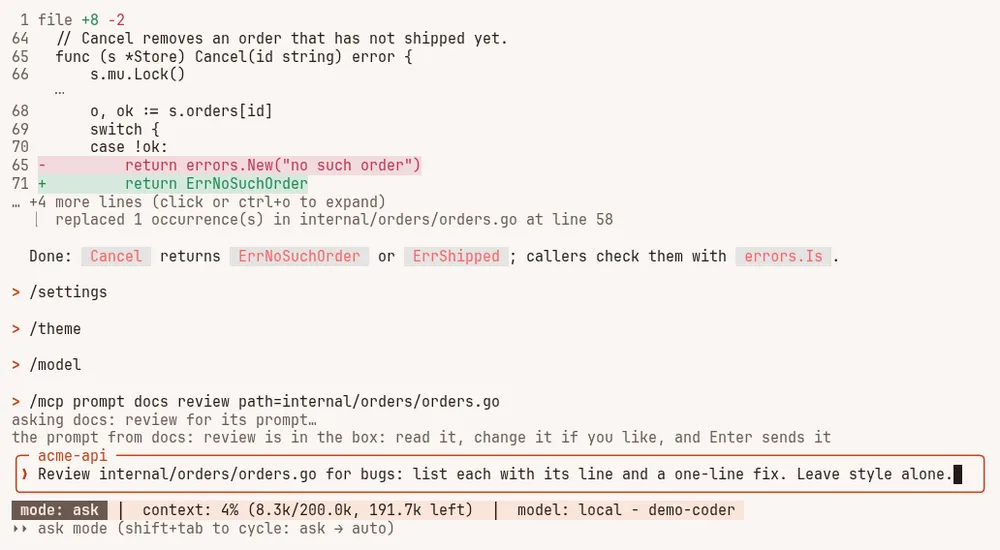 1 file +8 -2
64   // Cancel removes an order that has not shipped yet.
65   func (s *Store) Cancel(id string) error {
66       s.mu.Lock()
…
68       o, ok := s.orders[id]
69       switch {
70       case !ok:
65 -         return errors.New("no such order")
71 +         return ErrNoSuchOrder
… +4 more lines (click or ctrl+o to expand)
replaced 1 occurrence(s) in internal/orders/orders.go at line 58
Done: Cancel returns ErrNoSuchOrder or ErrShipped; callers check them with errors.Is.
> /settings
> /theme
> /model
> /mcp prompt docs review path=internal/orders/orders.go
asking docs: review for its prompt…
the prompt from docs: review is in the box: read it, change it if you like, and Enter sends it
acme-api
❯ Review internal/orders/orders.go for bugs: list each with its line and a one-line fix. Leave style alone.
mode: ask | context: 4% (8.3k/200.0k, 191.7k left) | model: local - demo-coder
▸▸ ask mode (shift+tab to cycle: ask → auto)